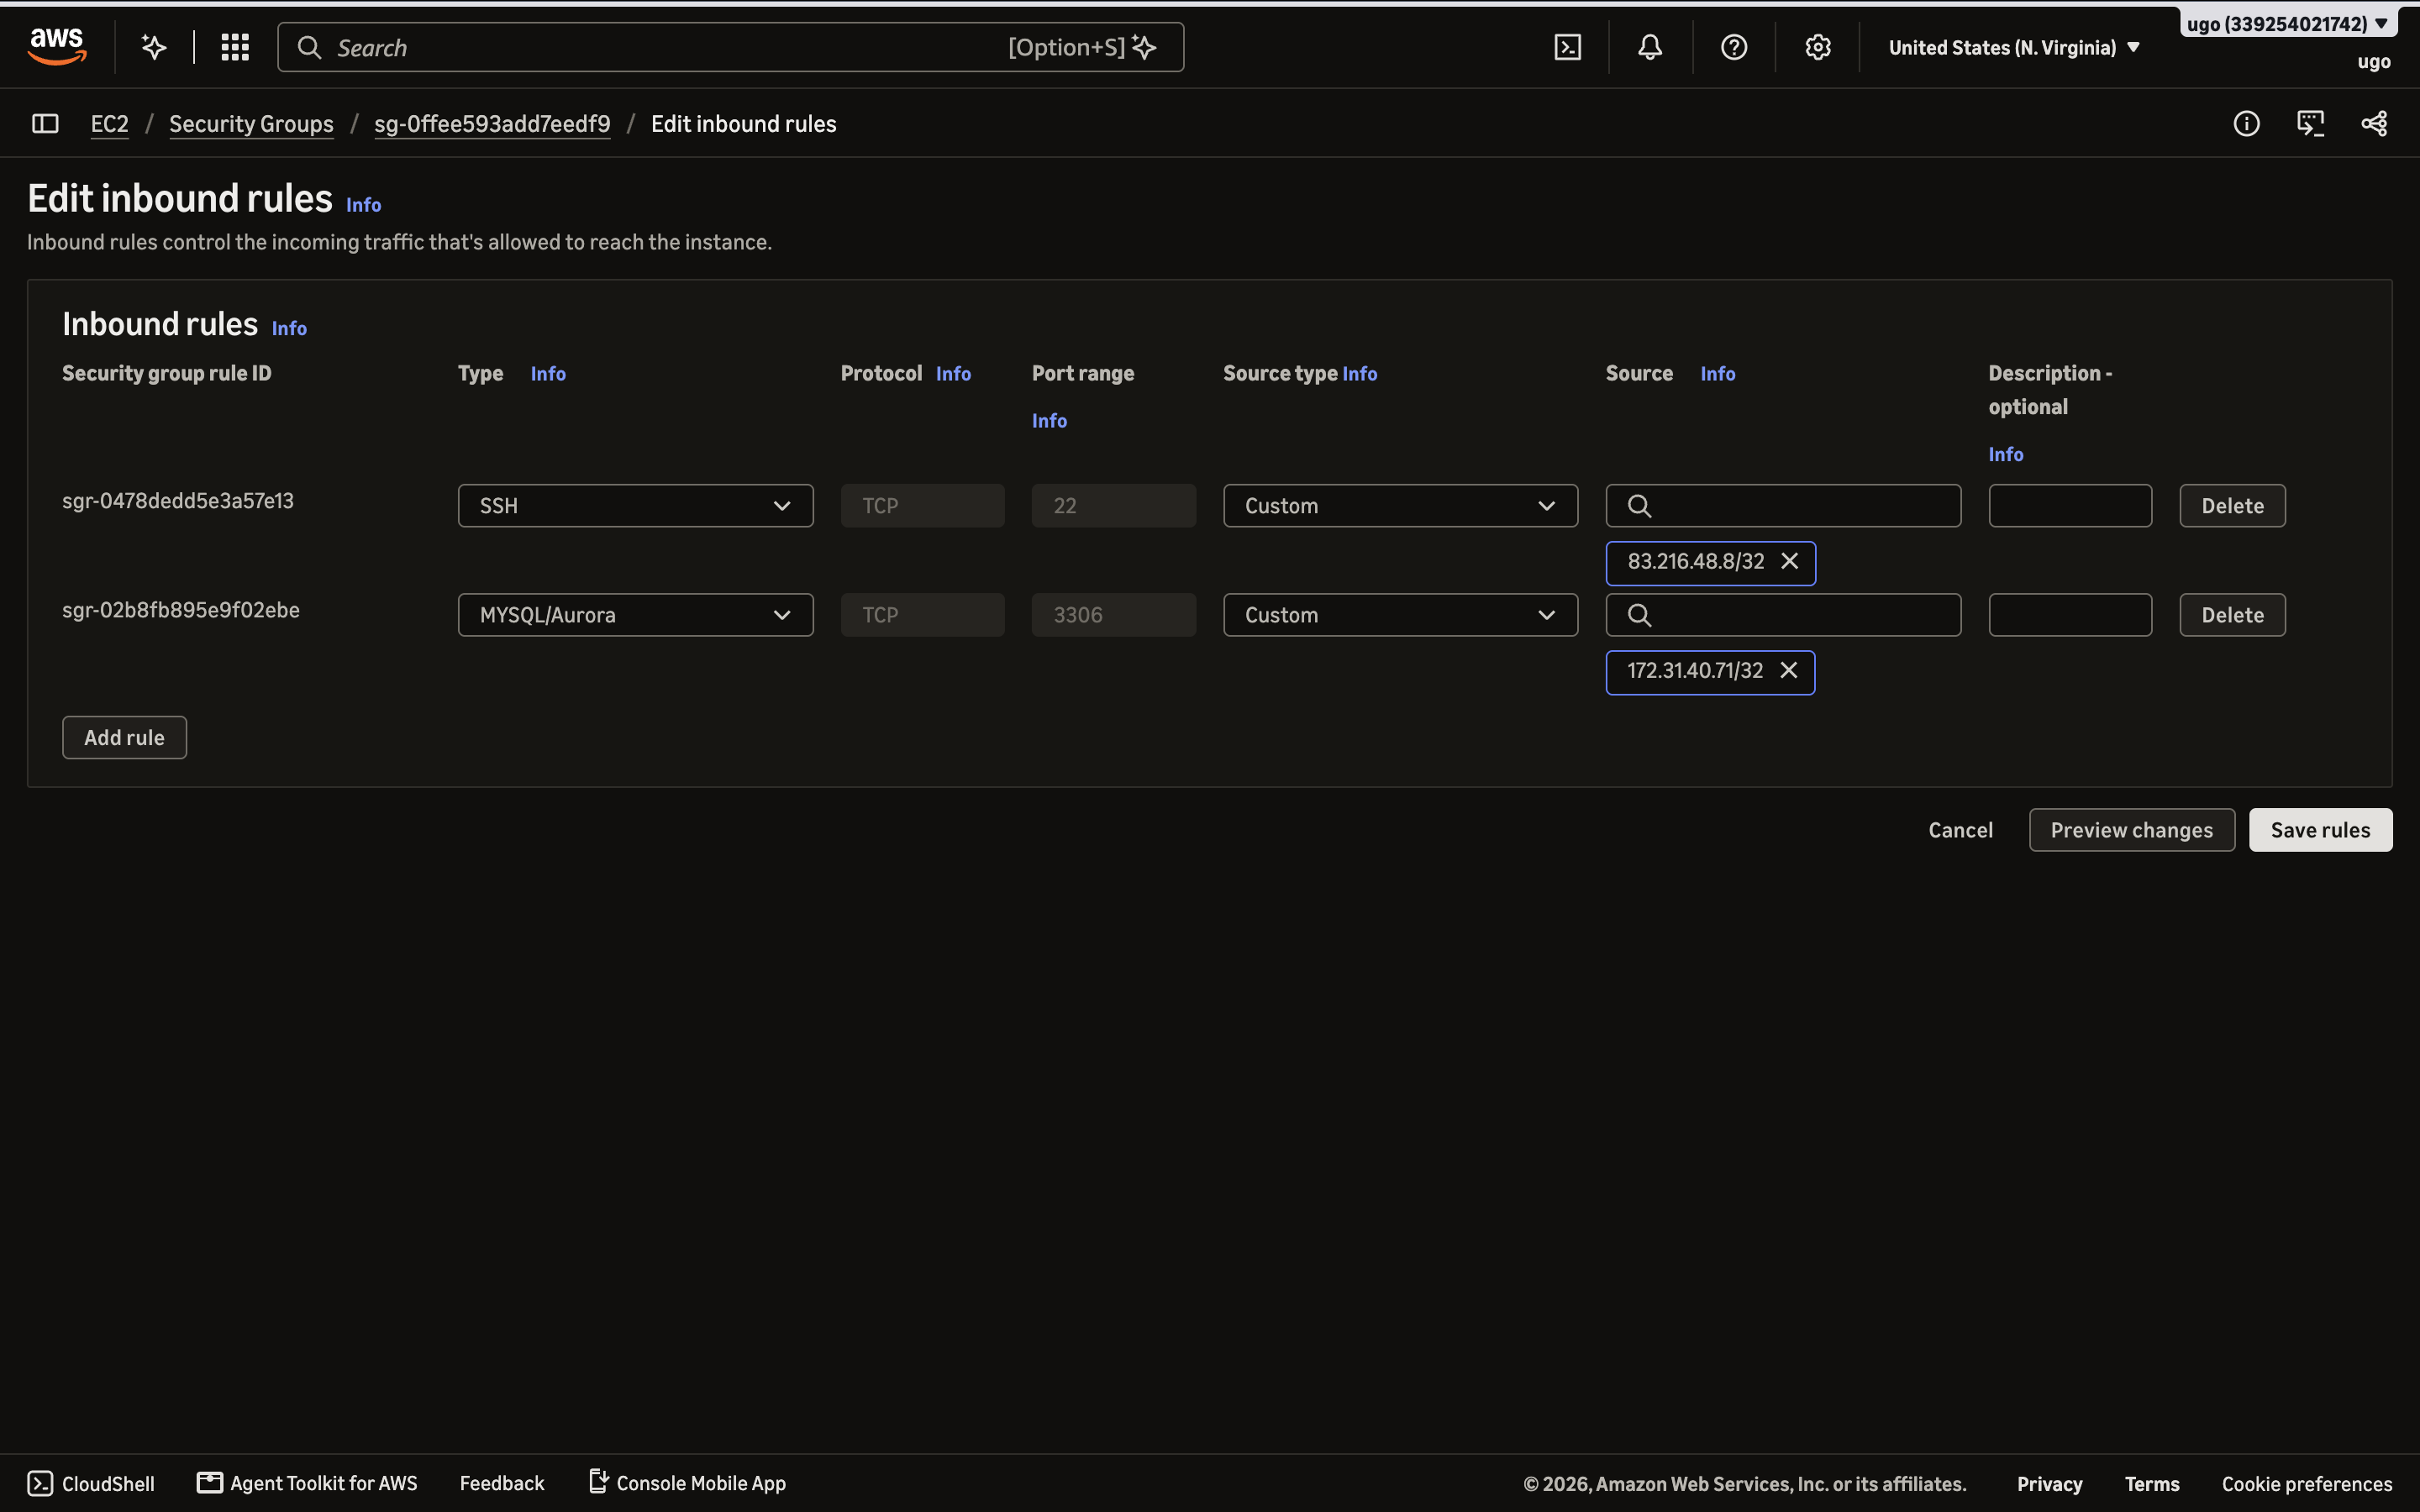 aws
Search [Option+S]
United States (N. Virginia)
ugo (339254021742)
ugo
EC2 / Security Groups / sg-0ffee593add7eedf9 / Edit inbound rules
Edit inbound rules Info
Inbound rules control the incoming traffic that's allowed to reach the instance.
Inbound rules Info
Security group rule ID Type Info Protocol Info Port range Info Source type Info Source Info Description - optional Info
sgr-0478dedd5e3a57e13 SSH TCP 22 Custom Delete
83.216.48.8/32
sgr-02b8fb895e9f02ebe MYSQL/Aurora TCP 3306 Custom Delete
172.31.40.71/32
Add rule
Cancel Preview changes Save rules
CloudShell Agent Toolkit for AWS Feedback Console Mobile App © 2026, Amazon Web Services, Inc. or its affiliates. Privacy Terms Cookie preferences